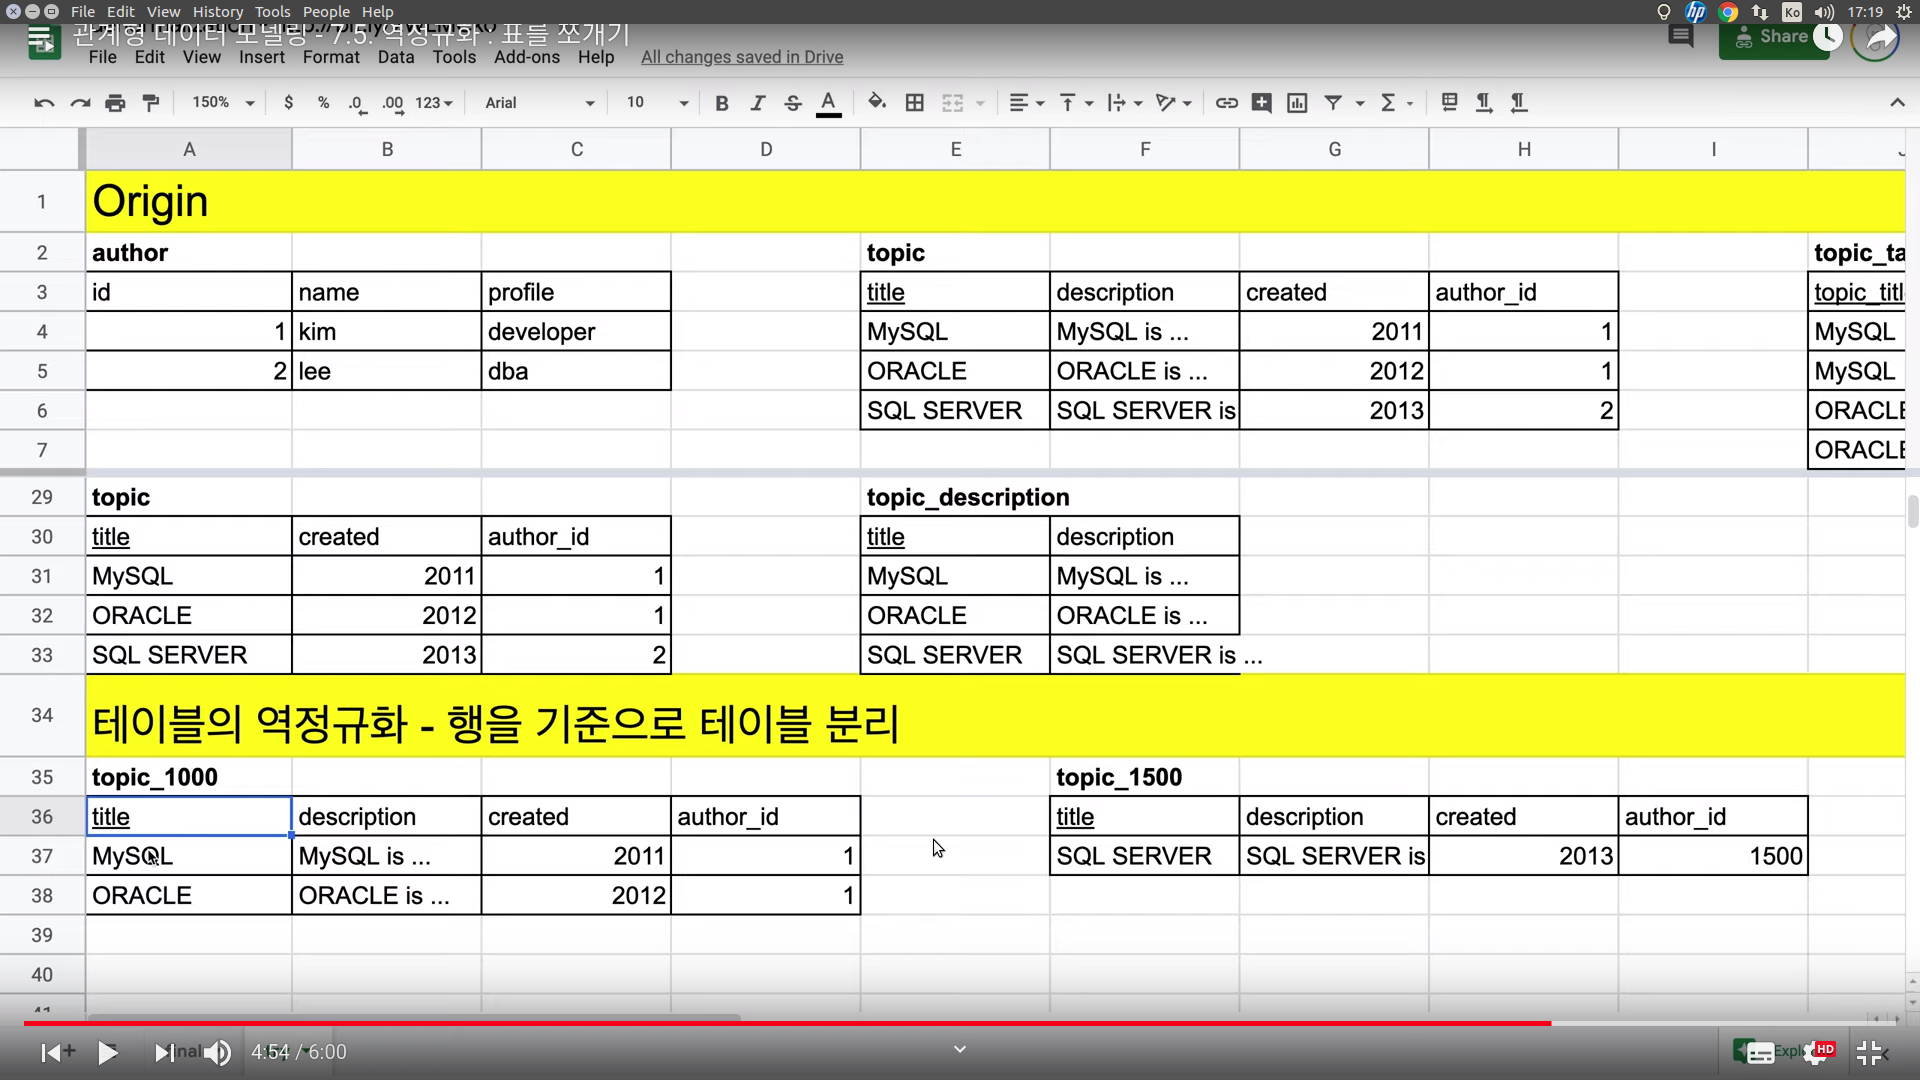 File Edit View History Tools People Help
Ko 17:19
관계형 데이터 모델링 - 7.5. 역정규화 : 표를 쪼개기
File Edit View Insert Format Data Tools Add-ons Help All changes saved in Drive
Share
150% $ % .0 .00 123 Arial 10 B I S A
A B C D E F G H I
1 Origin
2 author topic topic_ta
3 id name profile title description created author_id topic_titl
4 1 kim developer MySQL MySQL is ... 2011 1 MySQL
5 2 lee dba ORACLE ORACLE is ... 2012 1 MySQL
6 SQL SERVER SQL SERVER is 2013 2 ORACLE
7 ORACLE
29 topic topic_description
30 title created author_id title description
31 MySQL 2011 1 MySQL MySQL is ...
32 ORACLE 2012 1 ORACLE ORACLE is ...
33 SQL SERVER 2013 2 SQL SERVER SQL SERVER is ...
34 테이블의 역정규화 - 행을 기준으로 테이블 분리
35 topic_1000 topic_1500
36 title description created author_id title description created author_id
37 MySQL MySQL is ... 2011 1 SQL SERVER SQL SERVER is 2013 1500
38 ORACLE ORACLE is ... 2012 1
39
40
41
4:54 / 6:00 HD